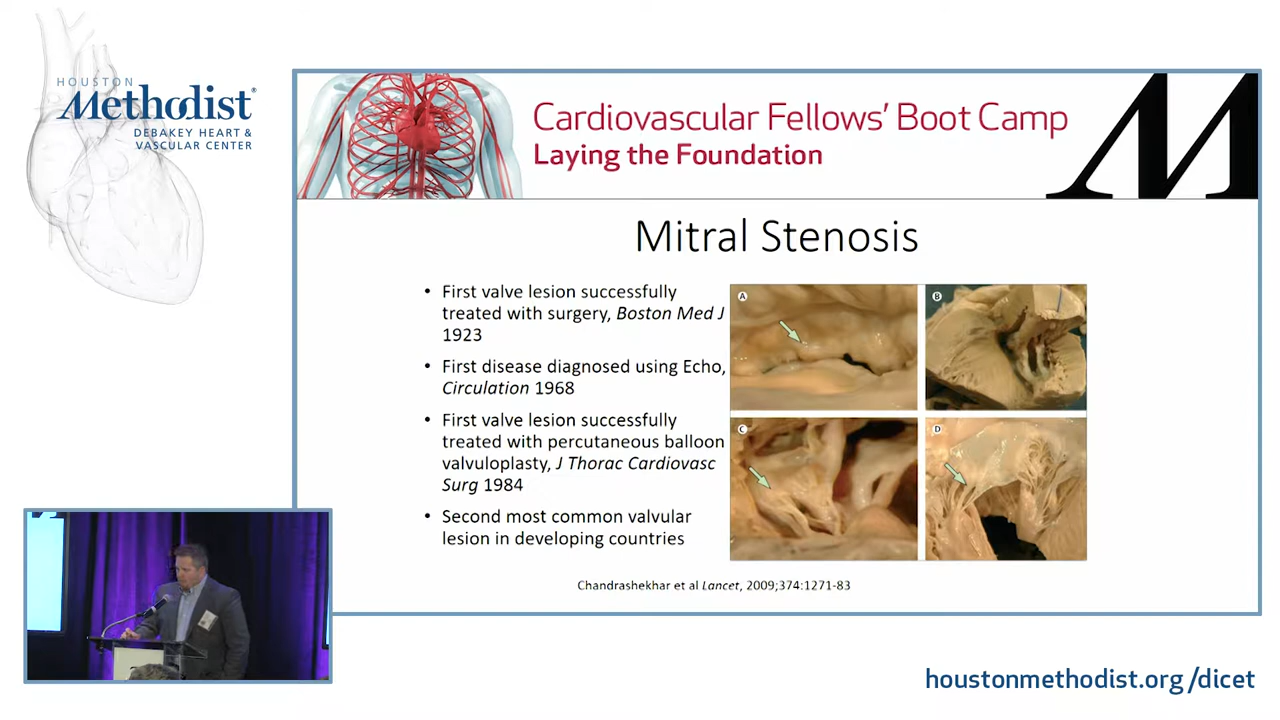 HOUSTON
Methodist®
DEBAKEY HEART &
VASCULAR CENTER
Cardiovascular Fellows' Boot Camp
Laying the Foundation
M
Mitral Stenosis
• First valve lesion successfully
treated with surgery, Boston Med J
1923
• First disease diagnosed using Echo,
Circulation 1968
• First valve lesion successfully
treated with percutaneous balloon
valvuloplasty, J Thorac Cardiovasc
Surg 1984
• Second most common valvular
lesion in developing countries
A
B
C
D
Chandrashekhar et al Lancet, 2009;374:1271-83
houstonmethodist.org/dicet